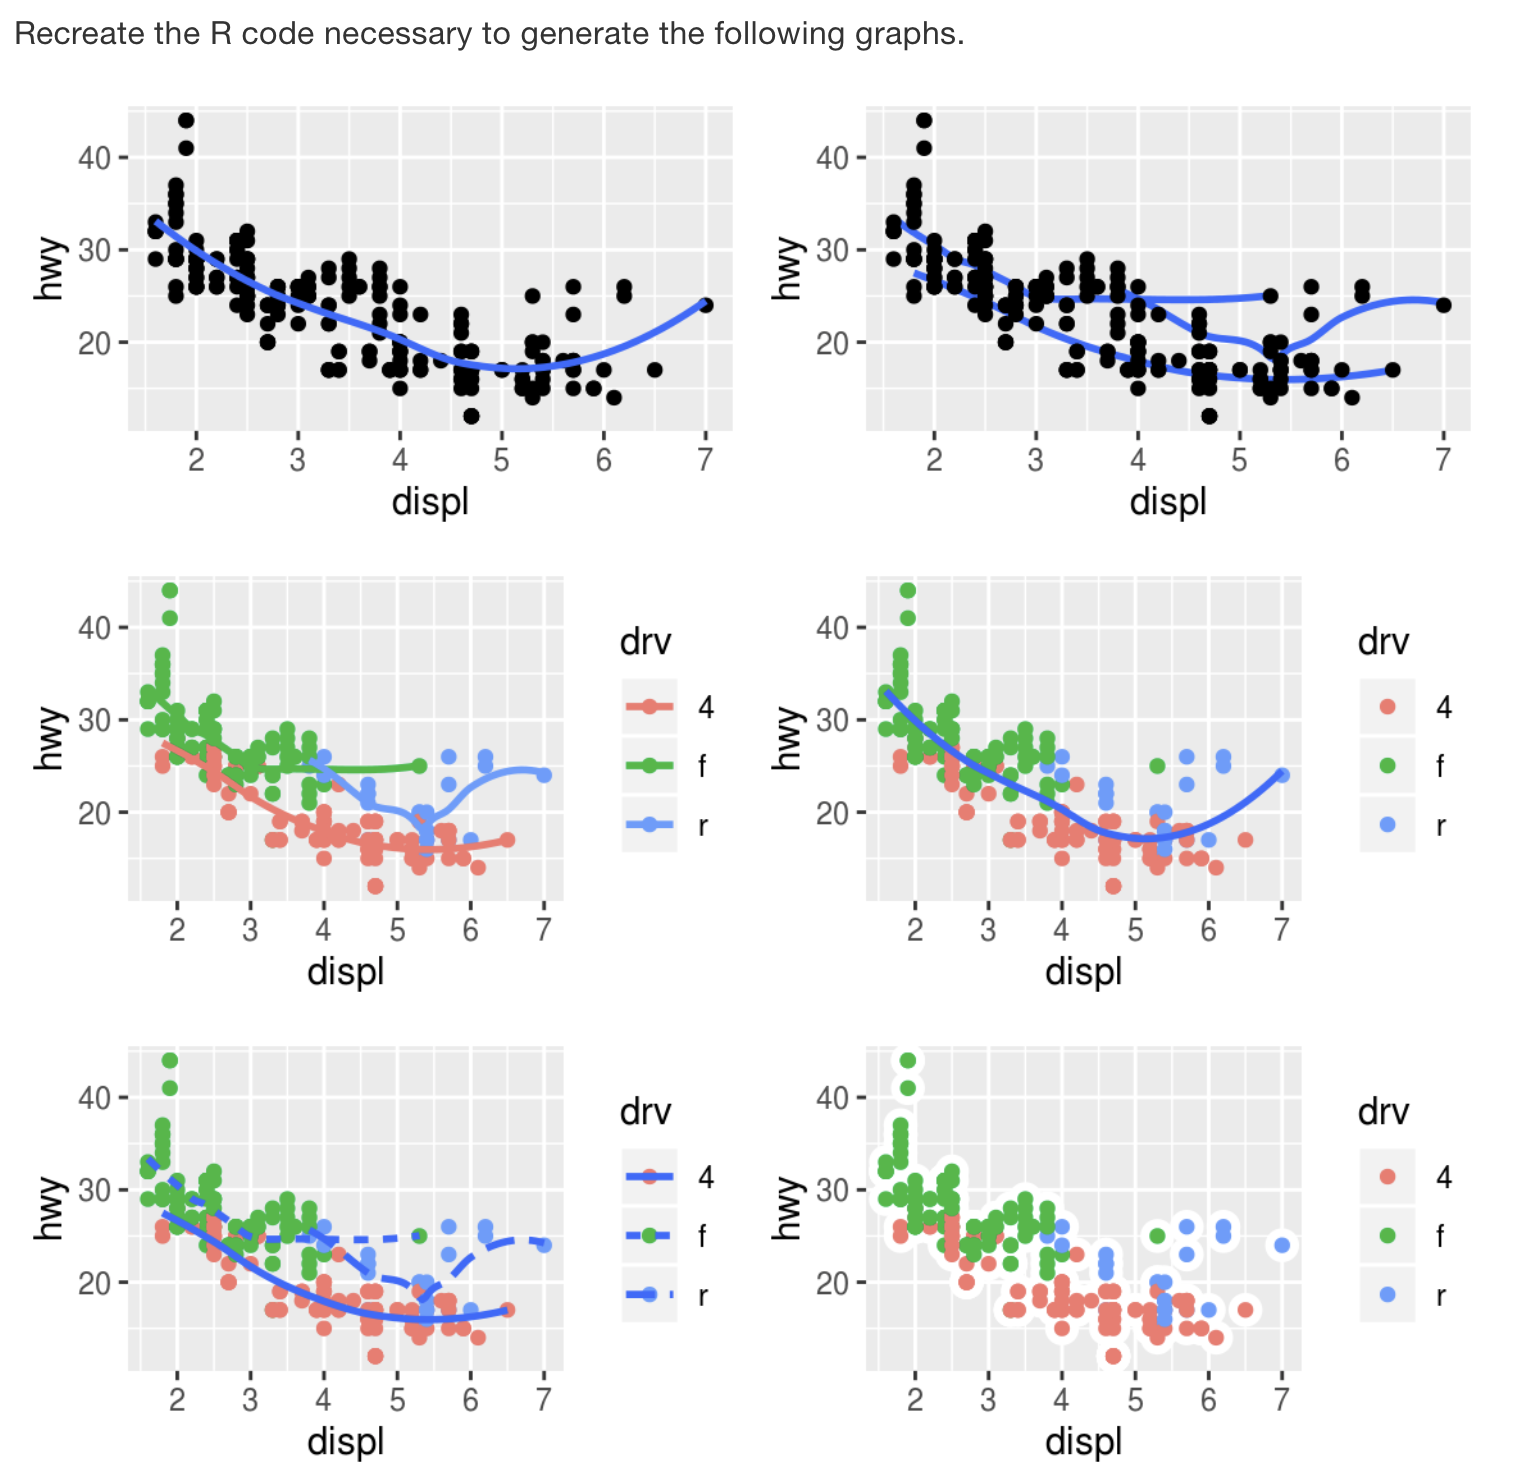 Recreate the R code necessary to generate the following graphs.
40
30
20
hwy
2 3 4 5 6 7
displ
40
30
20
hwy
2 3 4 5 6 7
displ
40
30
20
hwy
2 3 4 5 6 7
displ
drv
4
f
r
40
30
20
hwy
2 3 4 5 6 7
displ
drv
4
f
r
40
30
20
hwy
2 3 4 5 6 7
displ
drv
4
f
r
40
30
20
hwy
2 3 4 5 6 7
displ
drv
4
f
r